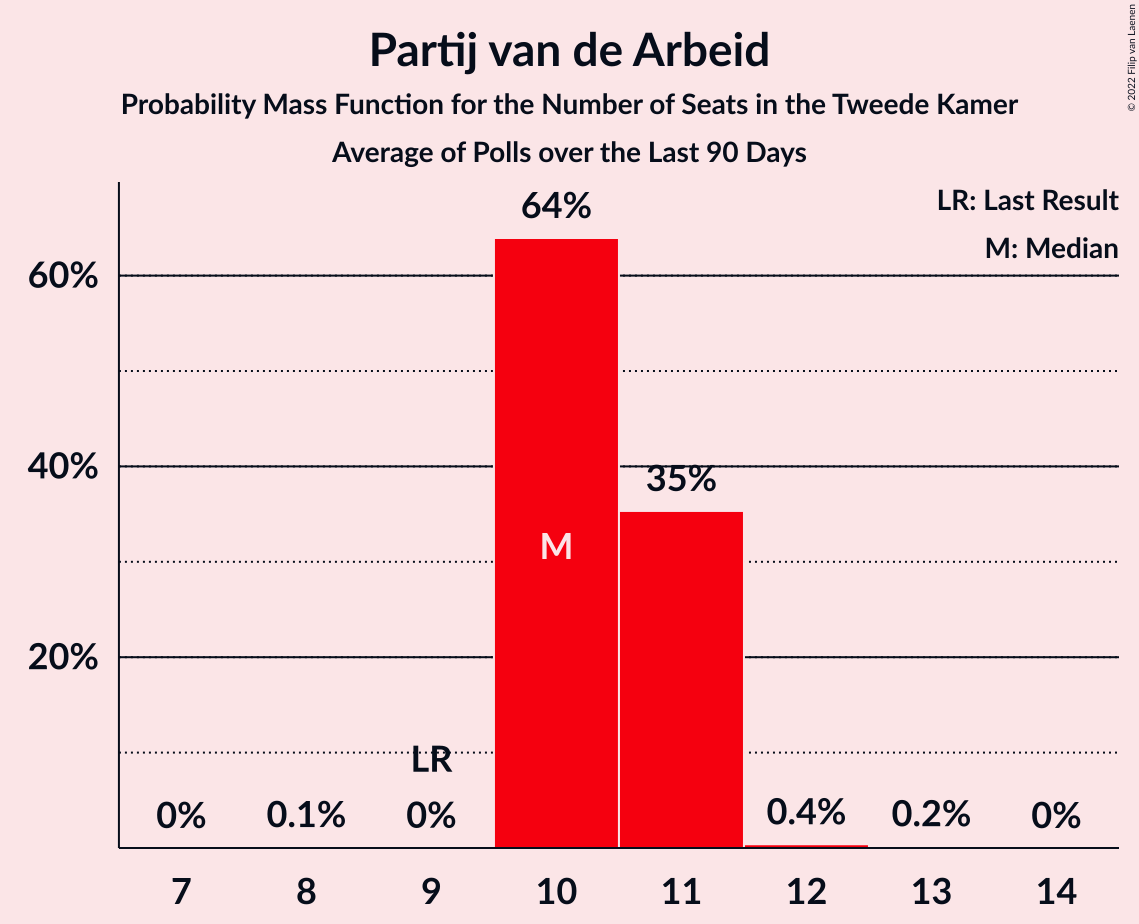 Partij van de Arbeid
Probability Mass Function for the Number of Seats in the Tweede Kamer
Average of Polls over the Last 90 Days
© 2022 Filip van Laenen
LR: Last Result
M: Median
64%
60%
40%
35%
M
20%
LR
0%
0.1%
0%
0.4%
0.2%
0%
7
8
9
10
11
12
13
14